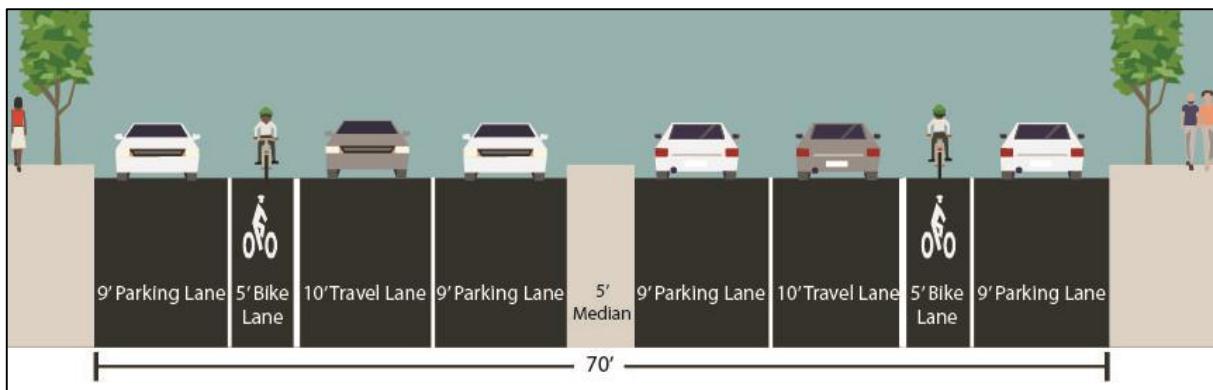 9' Parking Lane
5' Bike
Lane
10' Travel Lane
9' Parking Lane
5'
Median
9' Parking Lane
10' Travel Lane
5' Bike
Lane
9' Parking Lane
70'